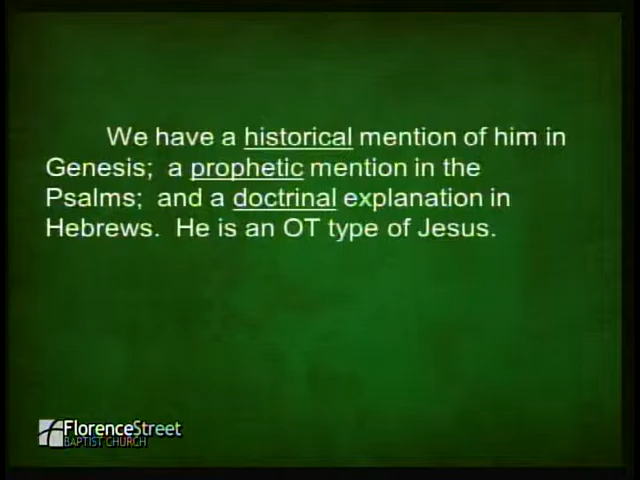 We have a historical mention of him in
Genesis; a prophetic mention in the
Psalms; and a doctrinal explanation in
Hebrews. He is an OT type of Jesus.
FlorenceStreet
BAPTIST CHURCH